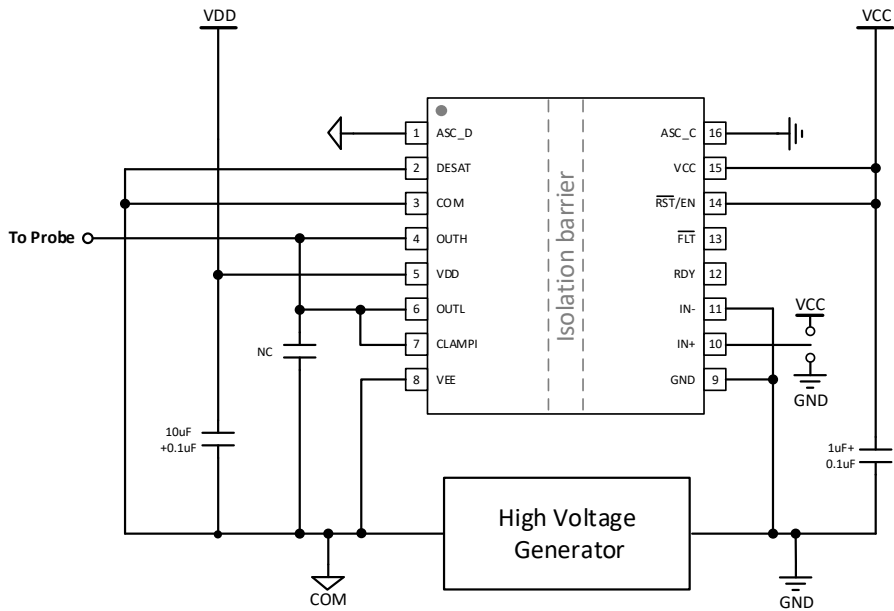 VDD
VCC
1 ASC_D
ASC_C 16
2 DESAT
VCC 15
3 COM
RST/EN 14
To Probe
4 OUTH
FLT 13
5 VDD
RDY 12
6 OUTL
IN- 11
VCC
7 CLAMPI
IN+ 10
NC
8 VEE
GND 9
GND
Isolation barrier
10uF
+0.1uF
1uF+
0.1uF
High Voltage
Generator
COM
GND